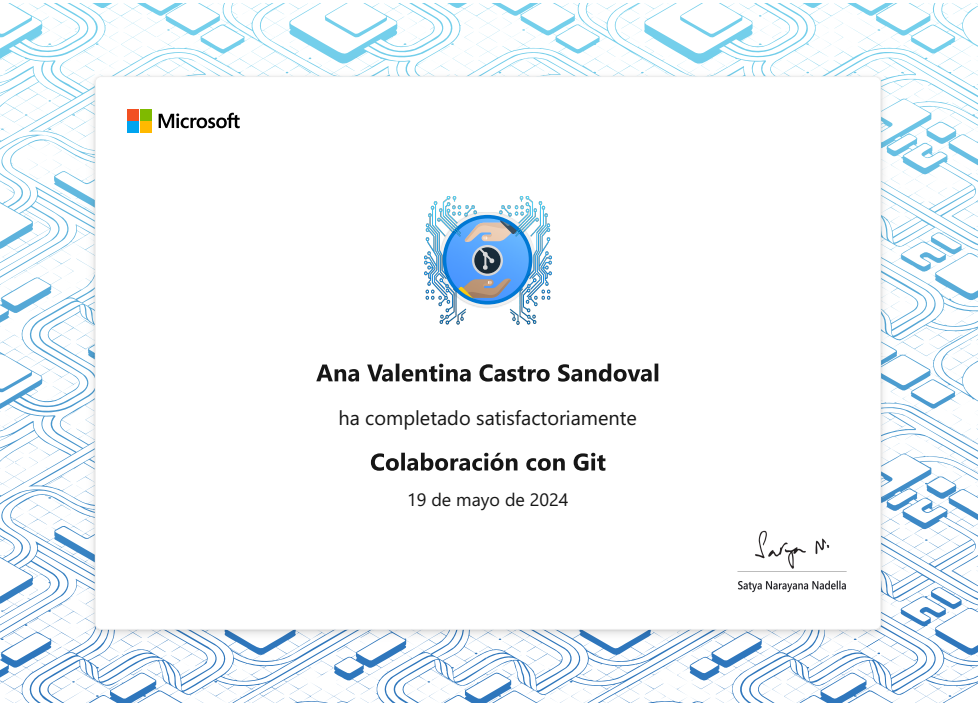 Microsoft
Ana Valentina Castro Sandoval
ha completado satisfactoriamente
Colaboración con Git
19 de mayo de 2024
Satya N.
Satya Narayana Nadella